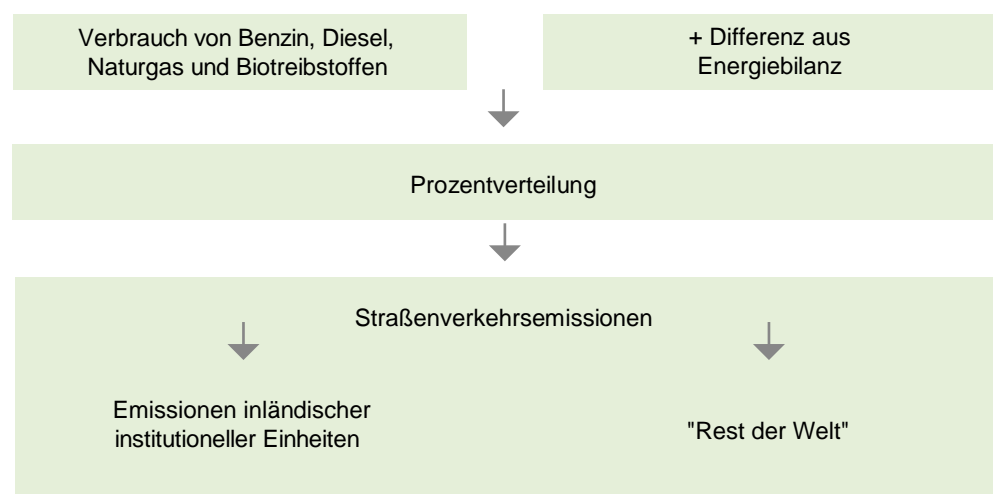 Verbrauch von Benzin, Diesel,
Naturgas und Biotreibstoffen
+ Differenz aus
Energiebilanz
Prozentverteilung
Straßenverkehrsemissionen
Emissionen inländischer
institutioneller Einheiten
"Rest der Welt"